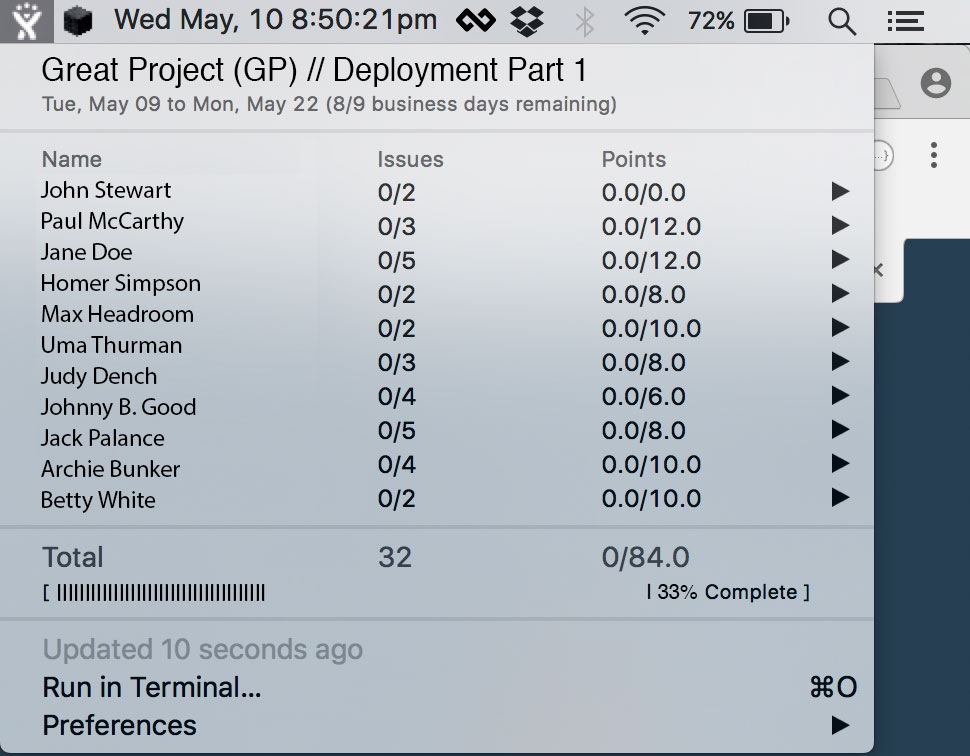 Wed May, 10 8:50:21pm 72%
Great Project (GP) // Deployment Part 1
Tue, May 09 to Mon, May 22 (8/9 business days remaining)
Name Issues Points
John Stewart 0/2 0.0/0.0 ▶
Paul McCarthy 0/3 0.0/12.0 ▶
Jane Doe 0/5 0.0/12.0 ▶
Homer Simpson 0/2 0.0/8.0 ▶
Max Headroom 0/2 0.0/10.0 ▶
Uma Thurman 0/3 0.0/8.0 ▶
Judy Dench
Johnny B. Good 0/4 0.0/6.0 ▶
Jack Palance 0/5 0.0/8.0 ▶
Archie Bunker 0/4 0.0/10.0 ▶
Betty White 0/2 0.0/10.0 ▶
Total 32 0/84.0
[ |||||||||||||||||||||||||||||||||||| | 33% Complete ]
Updated 10 seconds ago
Run in Terminal... ⌘O
Preferences ▶